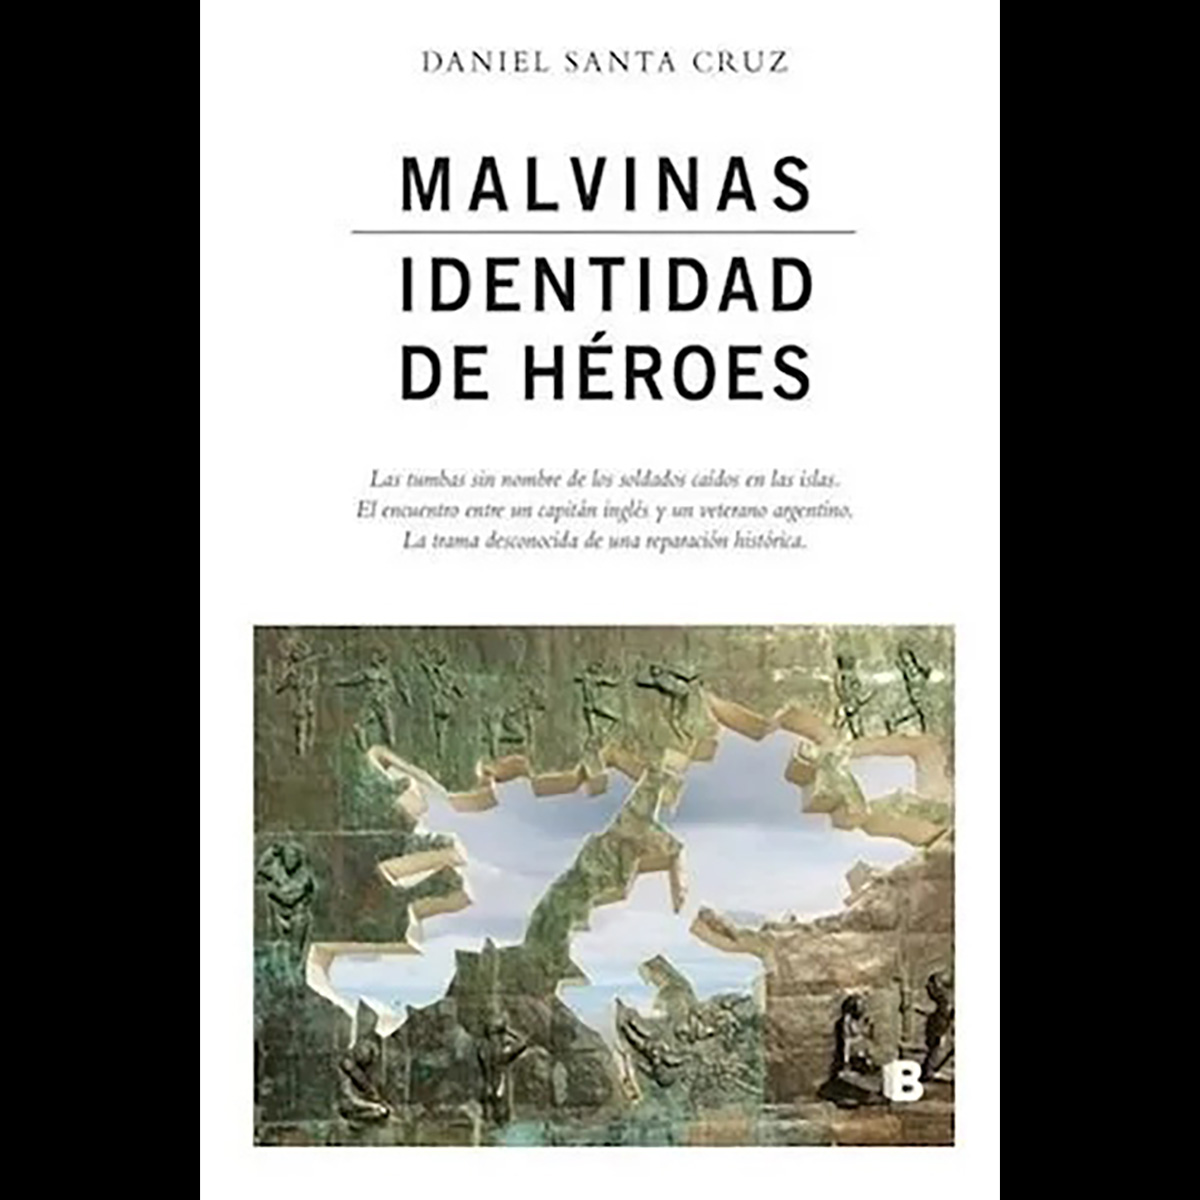 DANIEL SANTA CRUZ
MALVINAS
IDENTIDAD
DE HÉROES
Las tumbas sin nombre de los soldados caídos en las islas.
El encuentro entre un capitán inglés y un veterano argentino.
La trama desconocida de una reparación histórica.
B